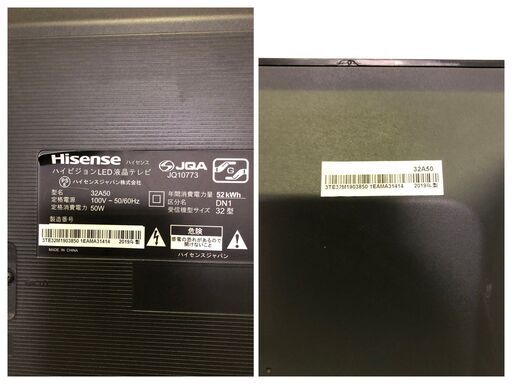 Hisense ハイセンス
ハイビジョンLED液晶テレビ
PS E ハイセンスジャパン株式会社
JQA
JQ10773
G
型名 32A50
定格電源 100V~50/60Hz
定格消費電力 50W
年間消費電力量 52kWh
区分名 DN1
受信機型サイズ 32型
製造番号
3TE32M1903850 1EAMA31414 2019年製
MADE IN CHINA
危険
感電の恐れがあるので
開けないこと
ハイセンスジャパン
32A50
3TE32M1903850 1EAMA31414 2019年製